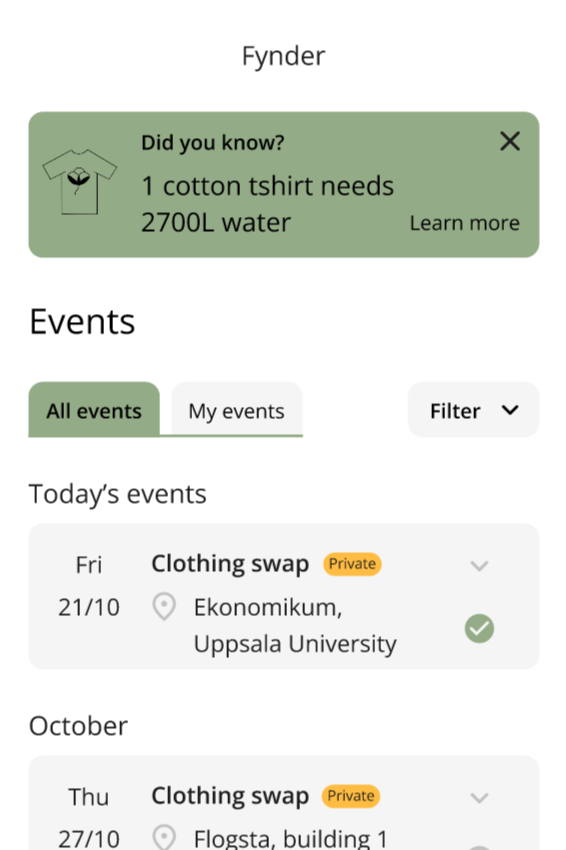 Fynder
Did you know?
1 cotton tshirt needs
2700L water
Learn more
Events
All events
My events
Filter
Today's events
Fri
21/10
Clothing swap
Private
Ekonomikum,
Uppsala University
October
Thu
27/10
Clothing swap
Private
Flogsta, building 1